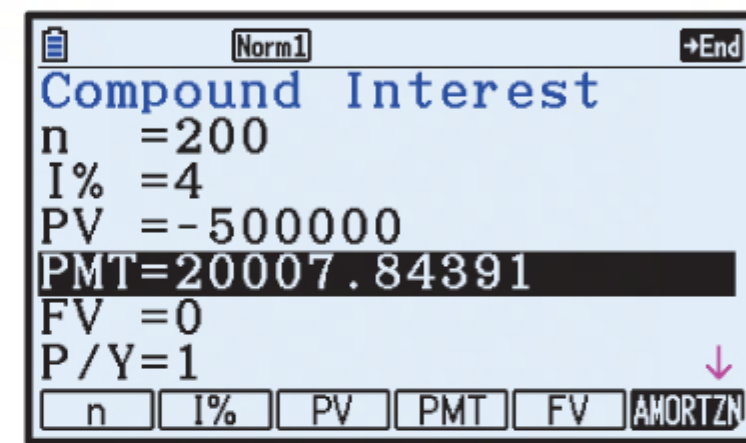 Norm1 →End
Compound Interest
n =200
I% =4
PV =-500000
PMT=20007.84391
FV =0
P/Y=1 ↓
n I% PV PMT FV AMORTZN